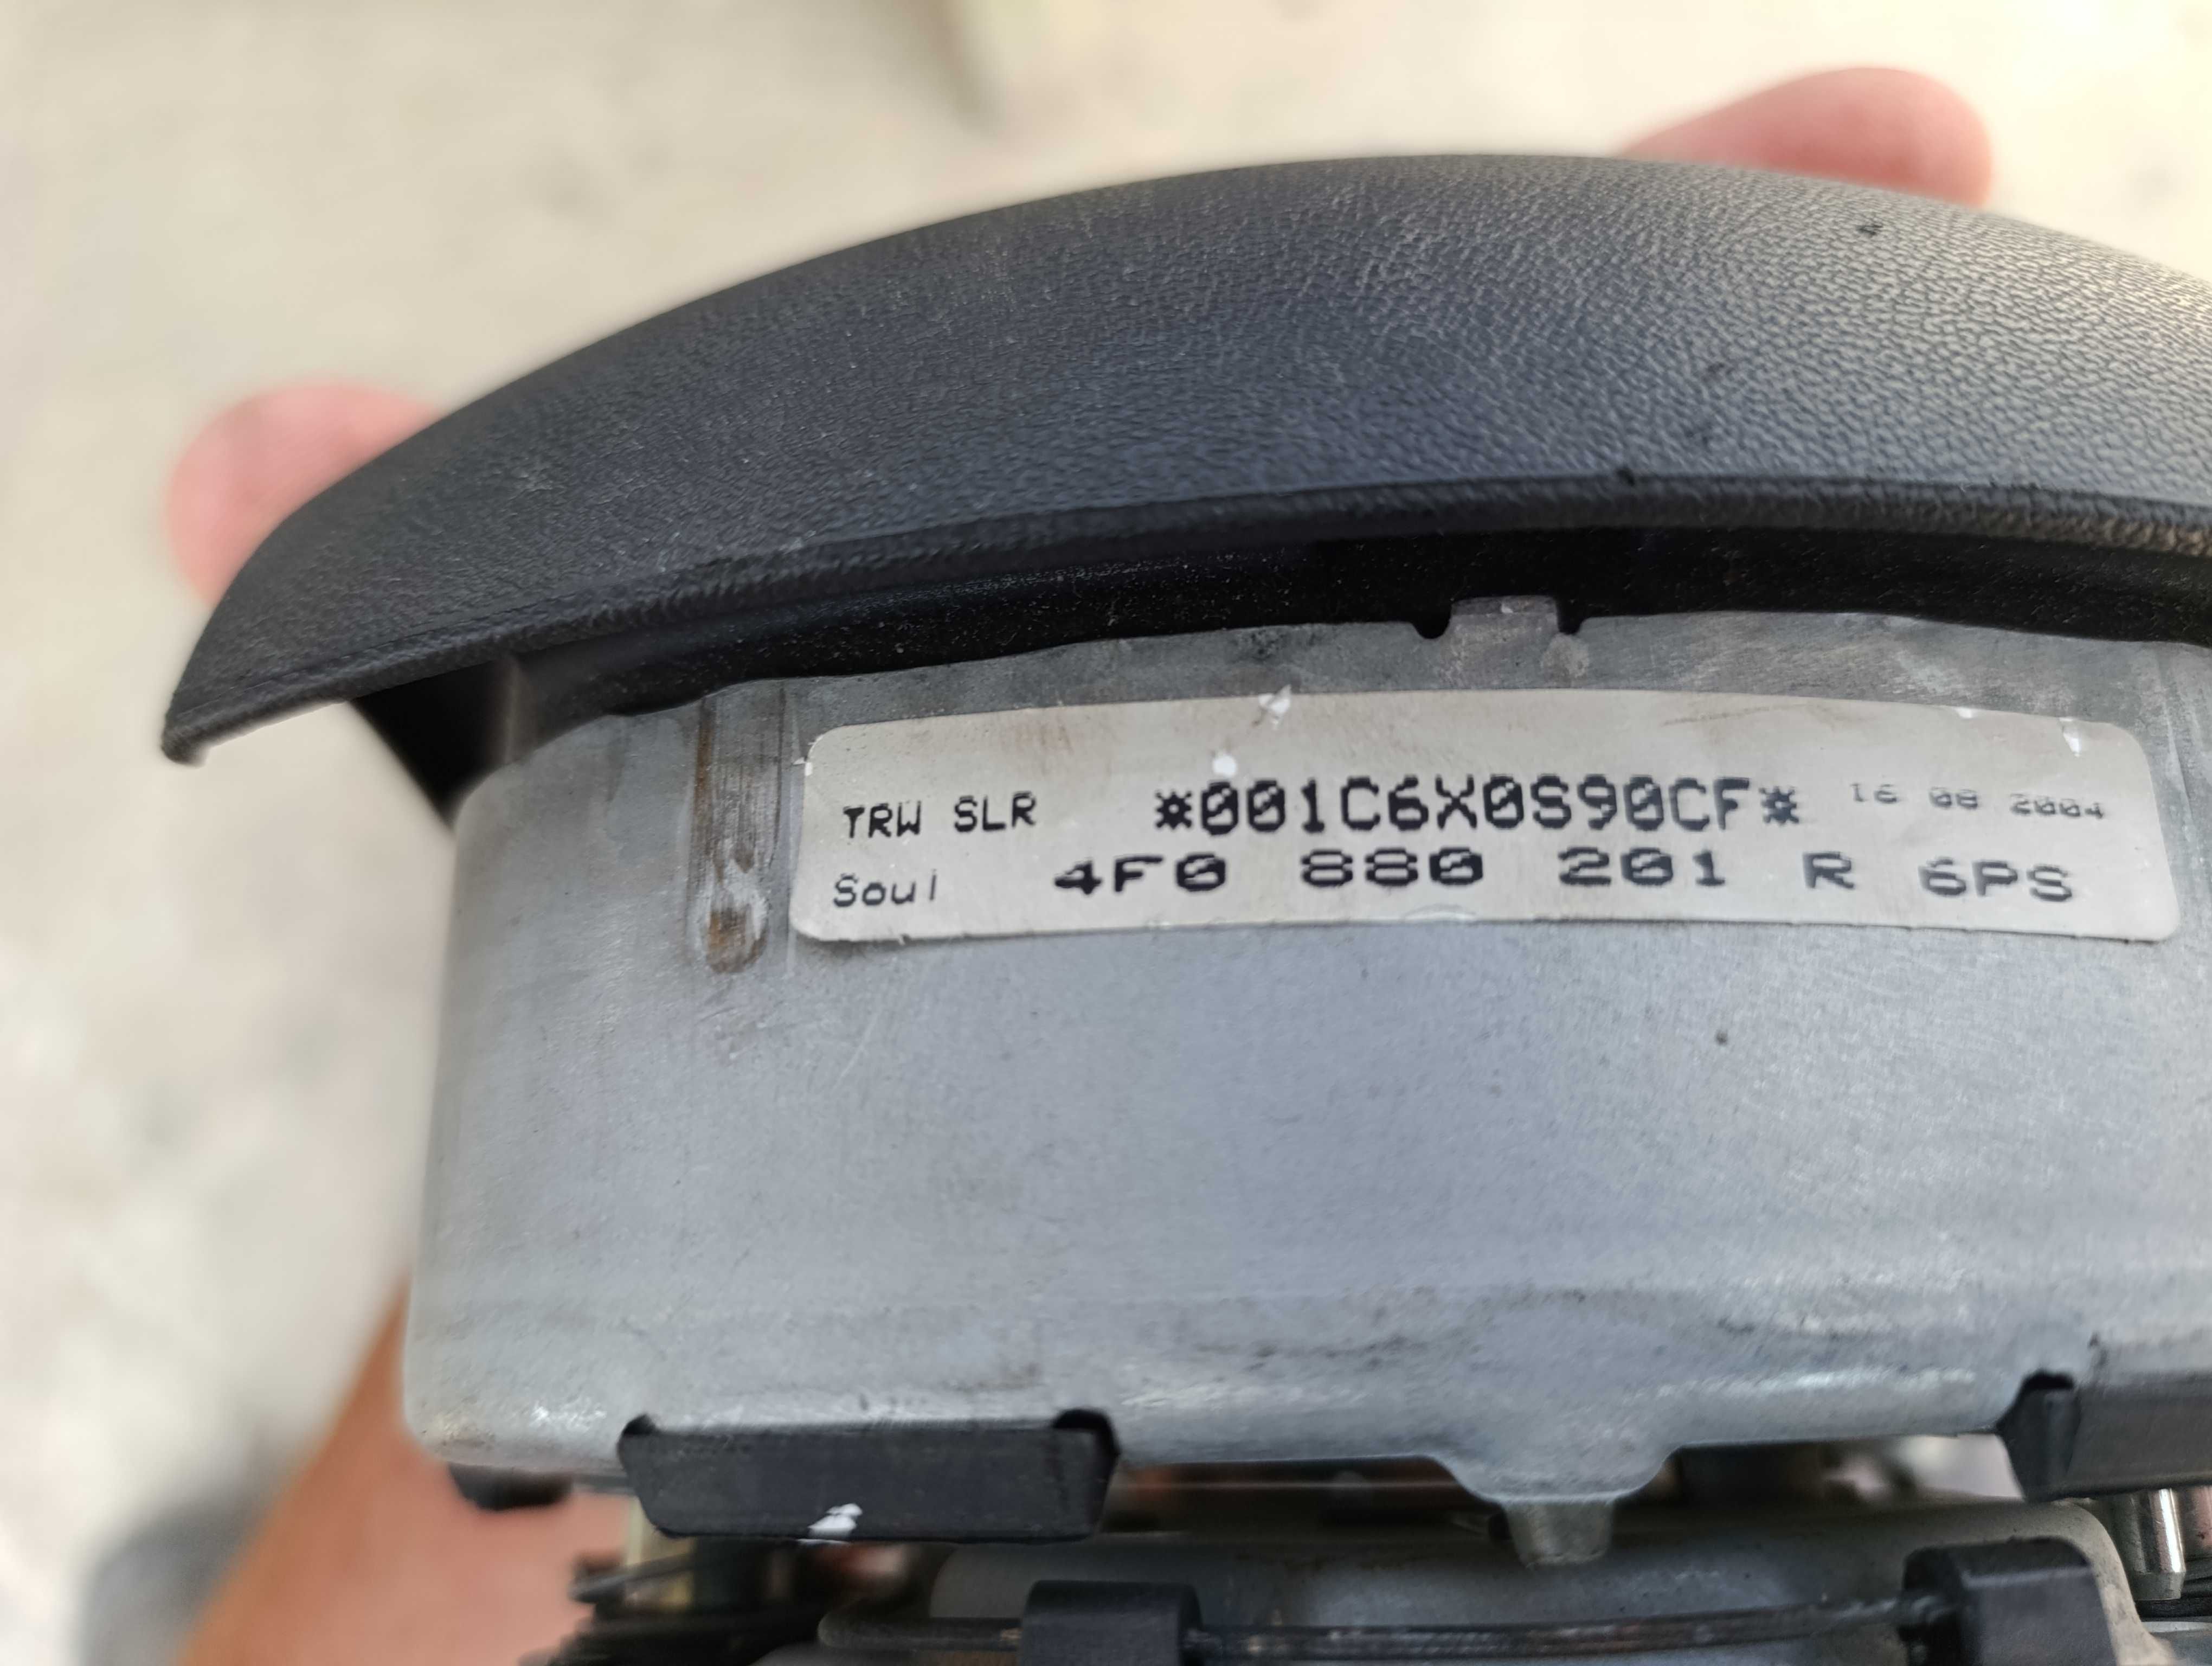 TRW SLR *001C6X0S90CF* 16 08 2004
Soul 4F0 880 201 R 6PS